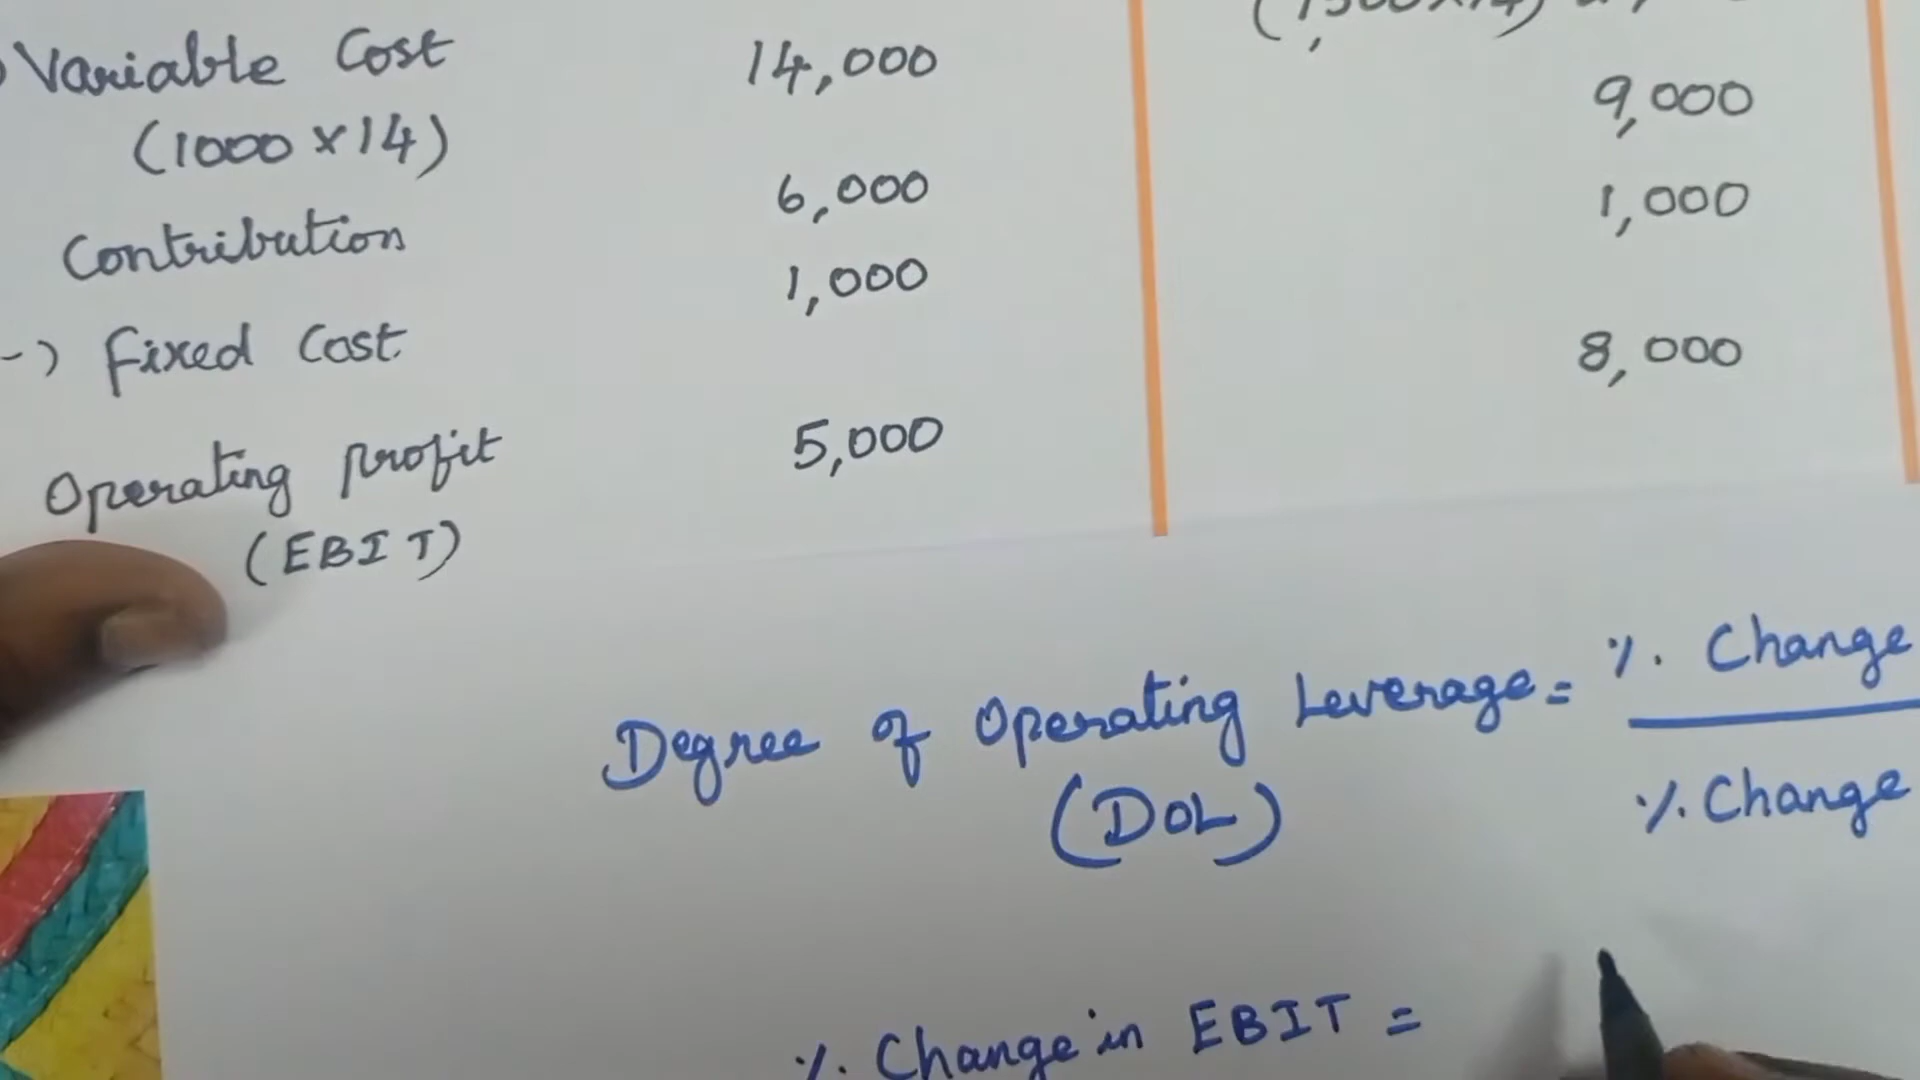 Variable Cost 14,000
(1000 x 14) 9,000
Contribution 6,000 1,000
-) Fixed Cost 1,000 8,000
Operating Profit 5,000
(EBIT)
Degree of Operating Leverage = % Change
(DOL) % Change
% Change in EBIT =